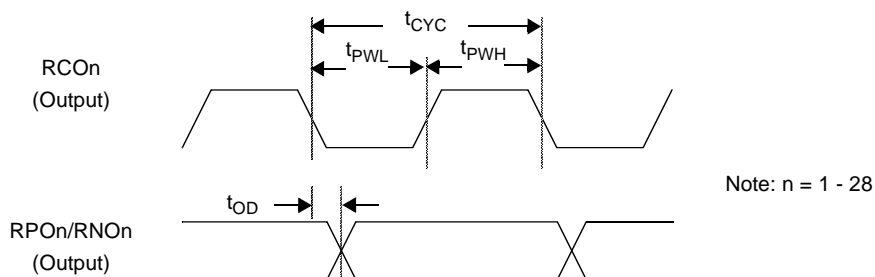 tCYC
tPWL
tPWH
RCOn
(Output)
Note: n = 1 - 28
tOD
RPOn/RNOn
(Output)